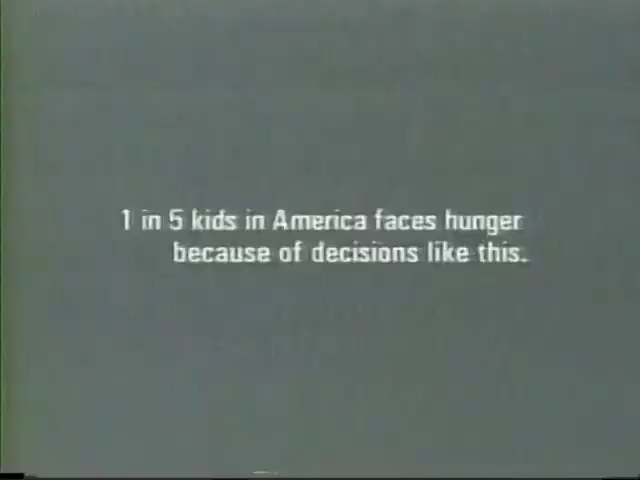 1 in 5 kids in America faces hunger
because of decisions like this.